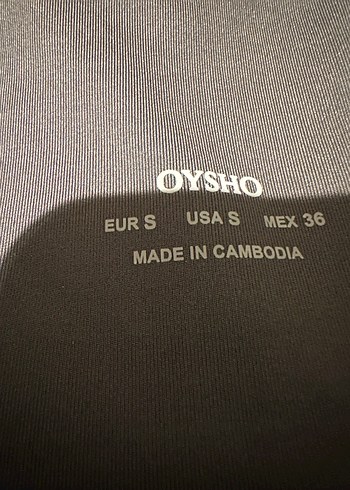 OYSHO
EUR S USA S MEX 36
MADE IN CAMBODIA